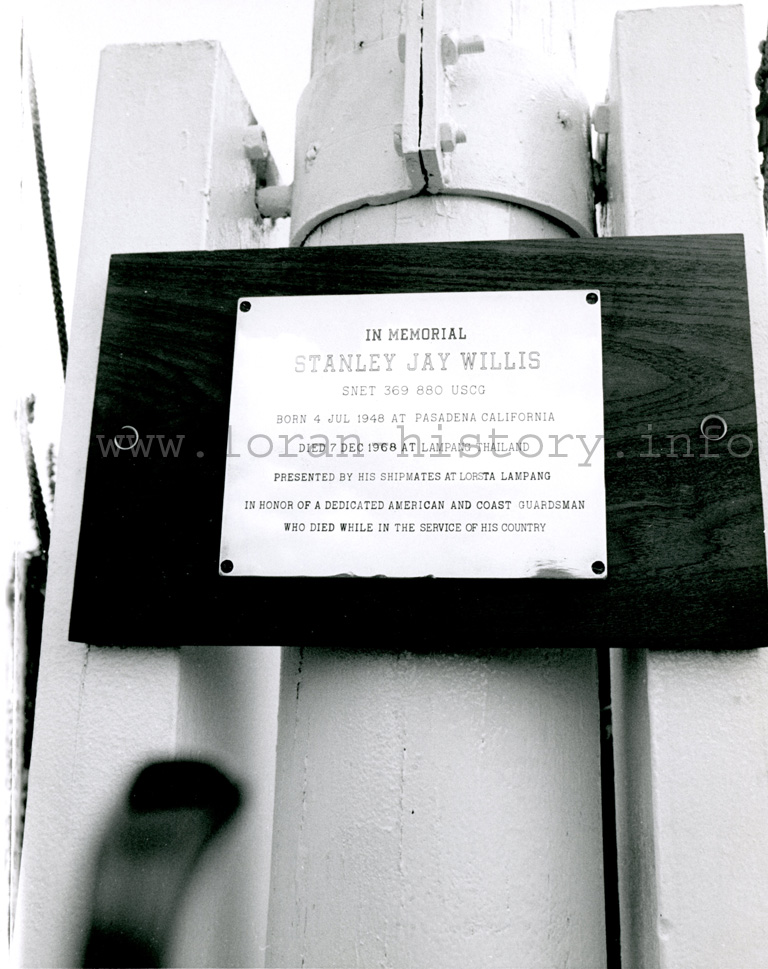 IN MEMORIAL
STANLEY JAY WILLIS
SNET 369 880 USCG
BORN 4 JUL 1948 AT PASADENA CALIFORNIA
DIED 7 DEC 1968 AT LAMPANG THAILAND
www.loran-history.info
PRESENTED BY HIS SHIPMATES AT LORSTA LAMPANG
IN HONOR OF A DEDICATED AMERICAN AND COAST GUARDSMAN
WHO DIED WHILE IN THE SERVICE OF HIS COUNTRY